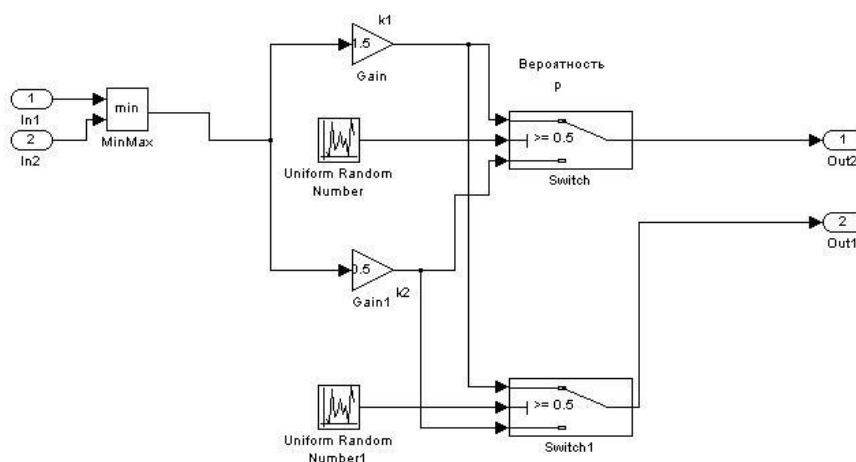 k1
1.5
Gain
Вероятность
p
1
In1
min
2
In2
MinMax
>= 0.5
1
Out2
Uniform Random
Number
Switch
2
Out1
0.5
k2
Gain1
>= 0.5
Uniform Random
Number1
Switch1